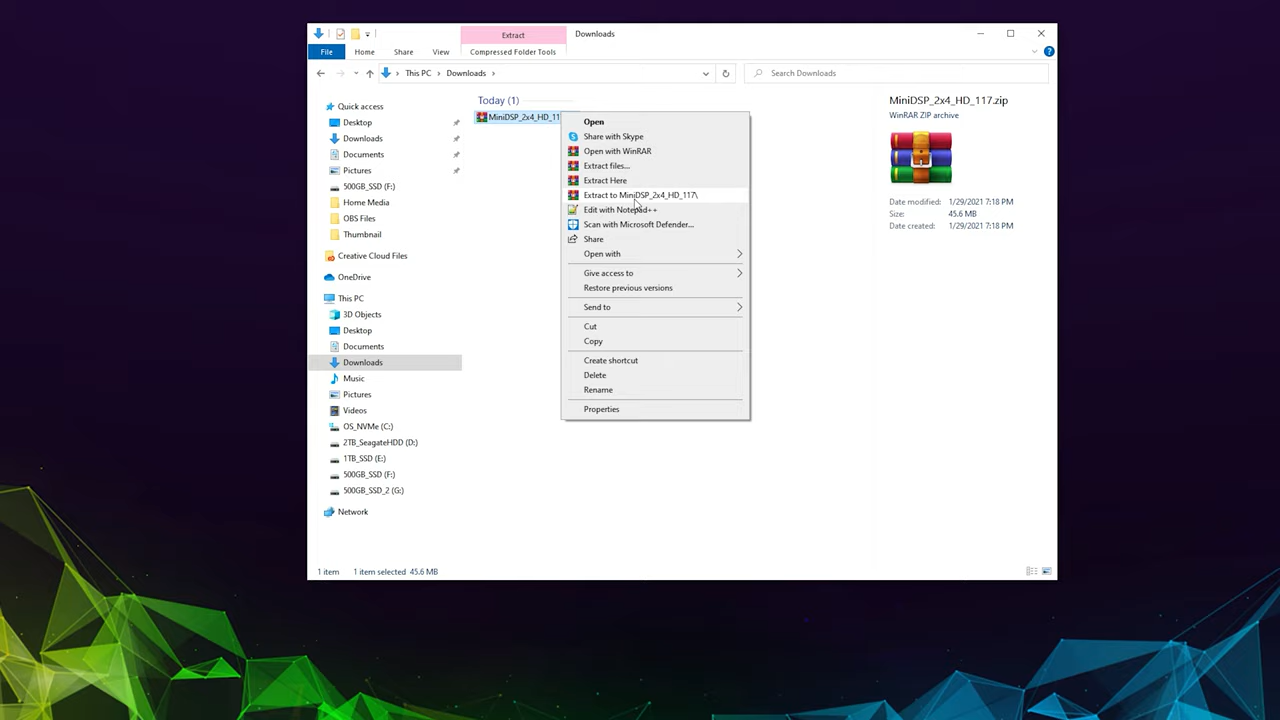 Extract
Downloads
File
Home
Share
View
Compressed Folder Tools
This PC
Downloads
Search Downloads
Quick access
Desktop
Downloads
Documents
Pictures
500GB_SSD (F:)
Home Media
OBS Files
Thumbnail
Creative Cloud Files
OneDrive
This PC
3D Objects
Desktop
Documents
Downloads
Music
Pictures
Videos
OS_NVMe (C:)
2TB_SeagateHDD (D:)
1TB_SSD (E:)
500GB_SSD (F:)
500GB_SSD_2 (G:)
Network
Today (1)
MiniDSP_2x4_HD_11
Open
Share with Skype
Open with WinRAR
Extract files...
Extract Here
Extract to MiniDSP_2x4_HD_117\
Edit with Notepad++
Scan with Microsoft Defender...
Share
Open with
Give access to
Restore previous versions
Send to
Cut
Copy
Create shortcut
Delete
Rename
Properties
MiniDSP_2x4_HD_117.zip
WinRAR ZIP archive
Date modified: 1/29/2021 7:18 PM
Size: 45.6 MB
Date created: 1/29/2021 7:18 PM
1 item
1 item selected 45.6 MB